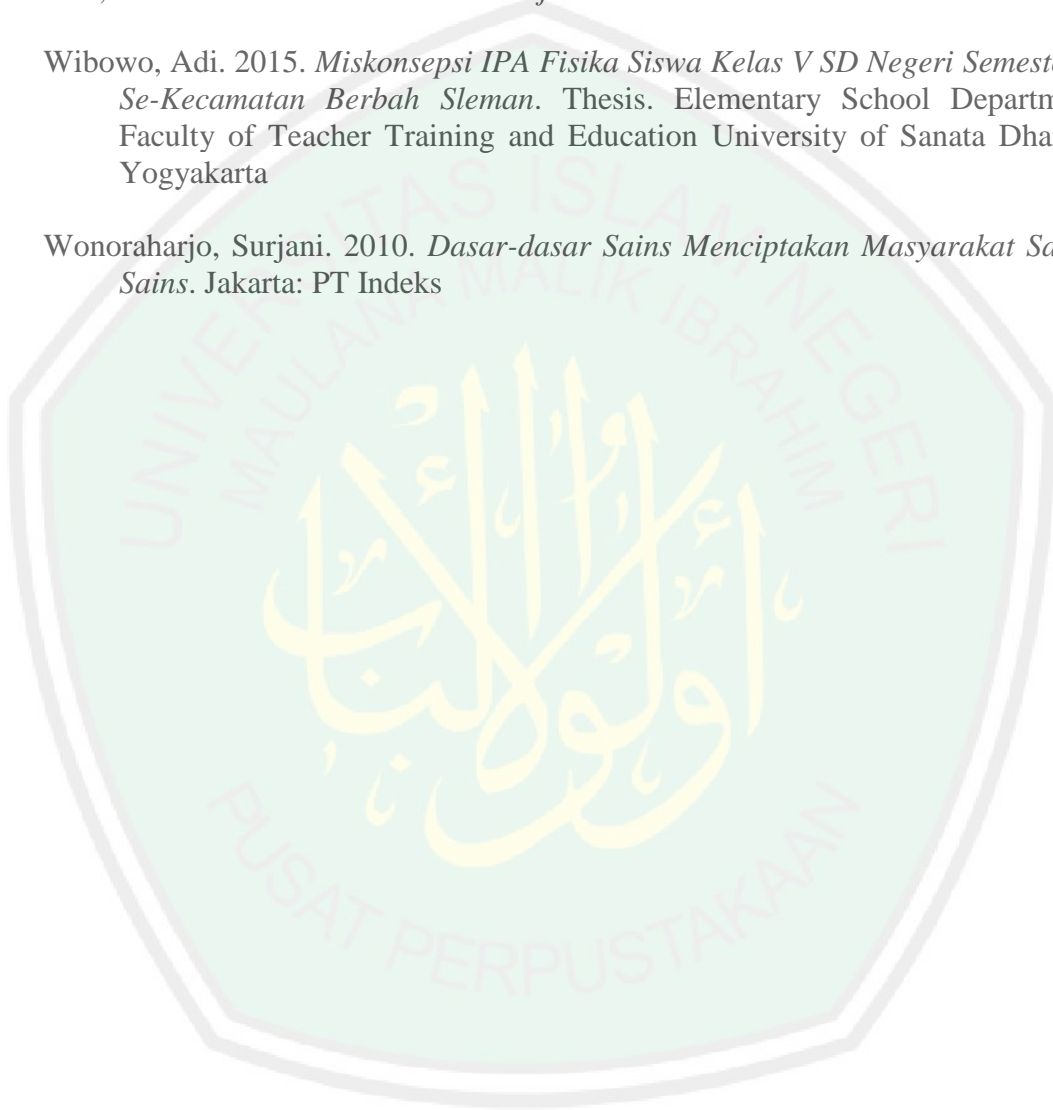 Wibowo, Adi. 2015. Miskonsepsi IPA Fisika Siswa Kelas V SD Negeri
Se-Kecamatan Berbah Sleman. Thesis. Elementary School
Faculty of Teacher Training and Education University of Sanata
Yogyakarta
Wonoraharjo, Surjani. 2010. Dasar-dasar Sains Menciptakan Masyarakat
Sains. Jakarta: PT Indeks
UNIVERSITAS ISLAM NEGERI
MAULANA MALIK IBRAHIM
أولوا الألباب
PUSAT PERPUSTAKAAN